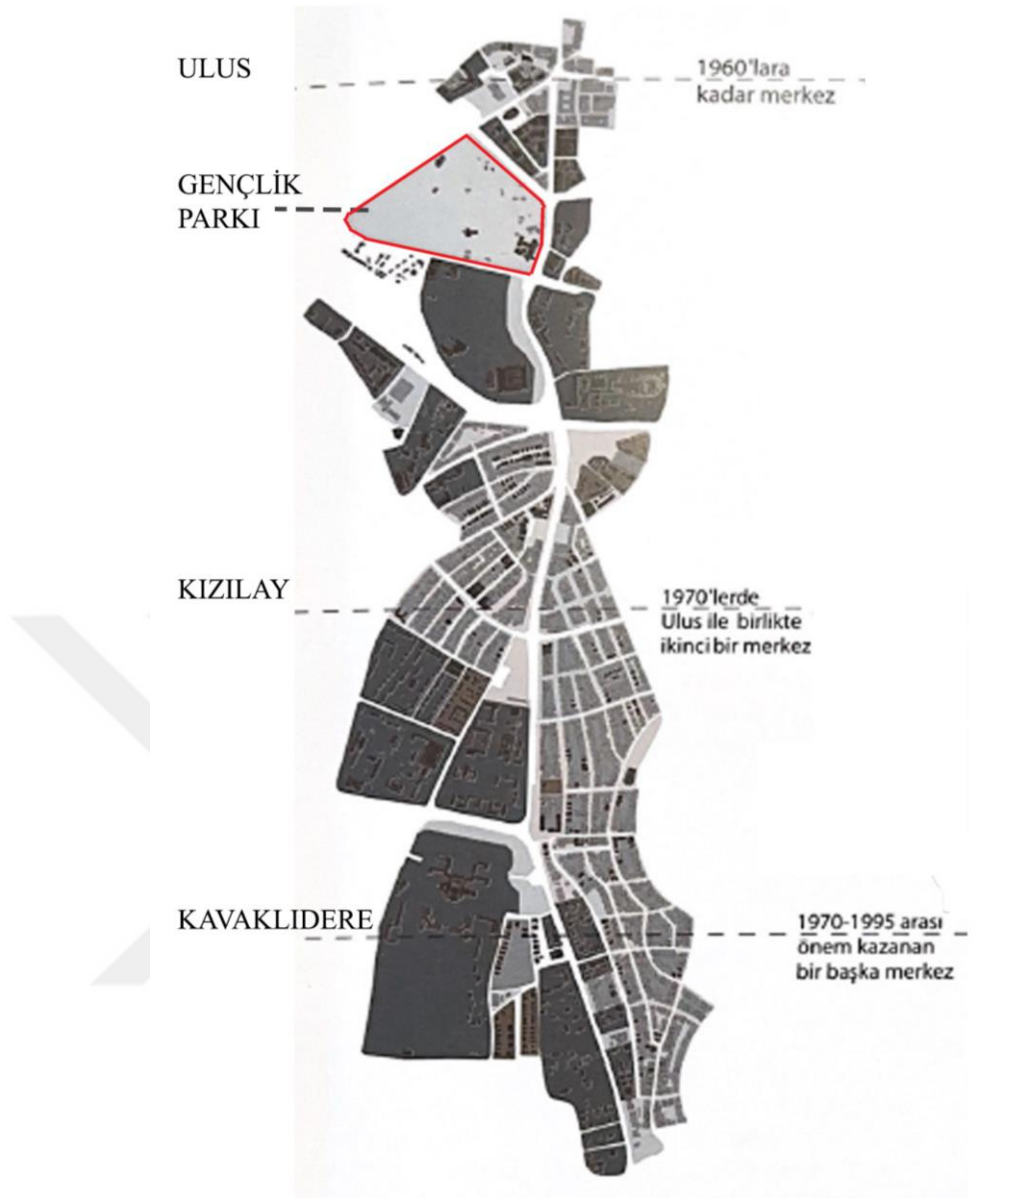 ULUS
1960'lara
kadar merkez
GENÇLİK
PARKI
KIZILAY
1970'lerde
Ulus ile birlikte
ikinci bir merkez
KAVAKLIDERE
1970-1995 arası
önem kazanan
bir başka merkez